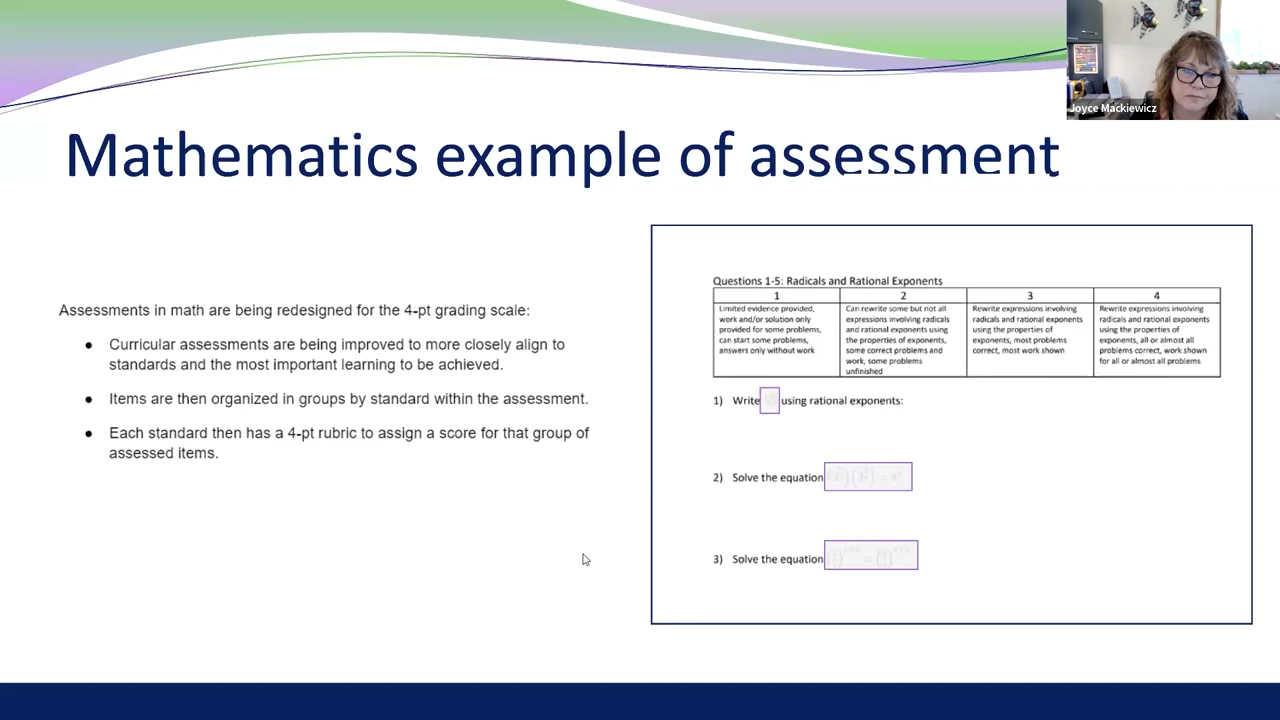 Joyce Mackiewicz
Mathematics example of assessment
Assessments in math are being redesigned for the 4-pt grading scale:
● Curricular assessments are being improved to more closely align to
standards and the most important learning to be achieved.
● Items are then organized in groups by standard within the assessment.
● Each standard then has a 4-pt rubric to assign a score for that group of
assessed items.
Questions 1-5: Radicals and Rational Exponents
1
Limited evidence provided,
work and/or solution only
provided for some problems,
can start some problems,
answers only without work
2
Can rewrite some but not all
expressions involving radicals
and rational exponents using
the properties of exponents,
some correct problems and
work, some problems
unfinished
3
Rewrite expressions involving
radicals and rational exponents
using the properties of
exponents, most problems
correct, most work shown
4
Rewrite expressions involving
radicals and rational exponents
using the properties of
exponents, all or almost all
problems correct, work shown
for all or almost all problems
1) Write using rational exponents:
2) Solve the equation
3) Solve the equation